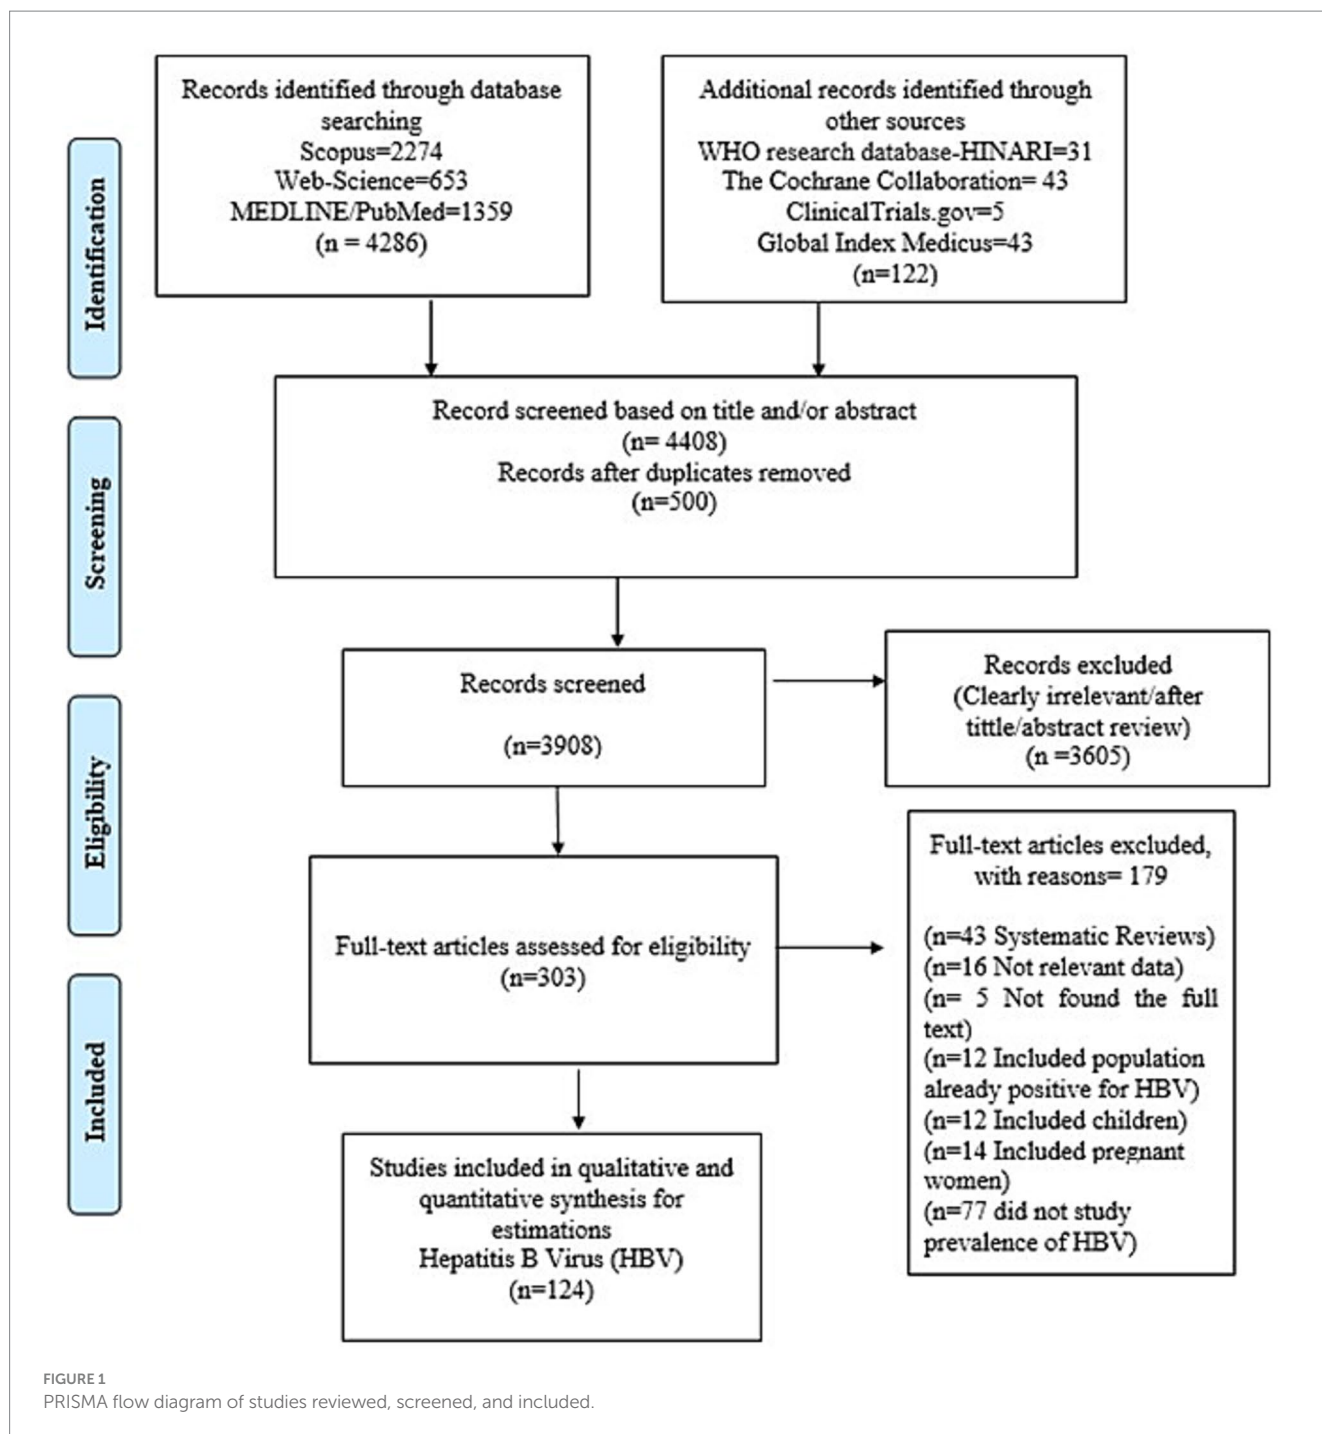 Records identified through database
searching
Scopus=2274
Web-Science=653
MEDLINE/PubMed=1359
(n = 4286)
Additional records identified through
other sources
WHO research database-HINARI=31
The Cochrane Collaboration= 43
ClinicalTrials.gov=5
Global Index Medicus=43
(n=122)
Identification
Record screened based on title and/or abstract
(n= 4408)
Records after duplicates removed
(n=500)
Screening
Records screened
(n=3908)
Records excluded
(Clearly irrelevant/after
tittle/abstract review)
(n =3605)
Eligibility
Full-text articles assessed for eligibility
(n=303)
Full-text articles excluded,
with reasons= 179
(n=43 Systematic Reviews)
(n=16 Not relevant data)
(n= 5 Not found the full
text)
(n=12 Included population
already positive for HBV)
(n=12 Included children)
(n=14 Included pregnant
women)
(n=77 did not study
prevalence of HBV)
Included
Studies included in qualitative and
quantitative synthesis for
estimations
Hepatitis B Virus (HBV)
(n=124)
FIGURE 1
PRISMA flow diagram of studies reviewed, screened, and included.